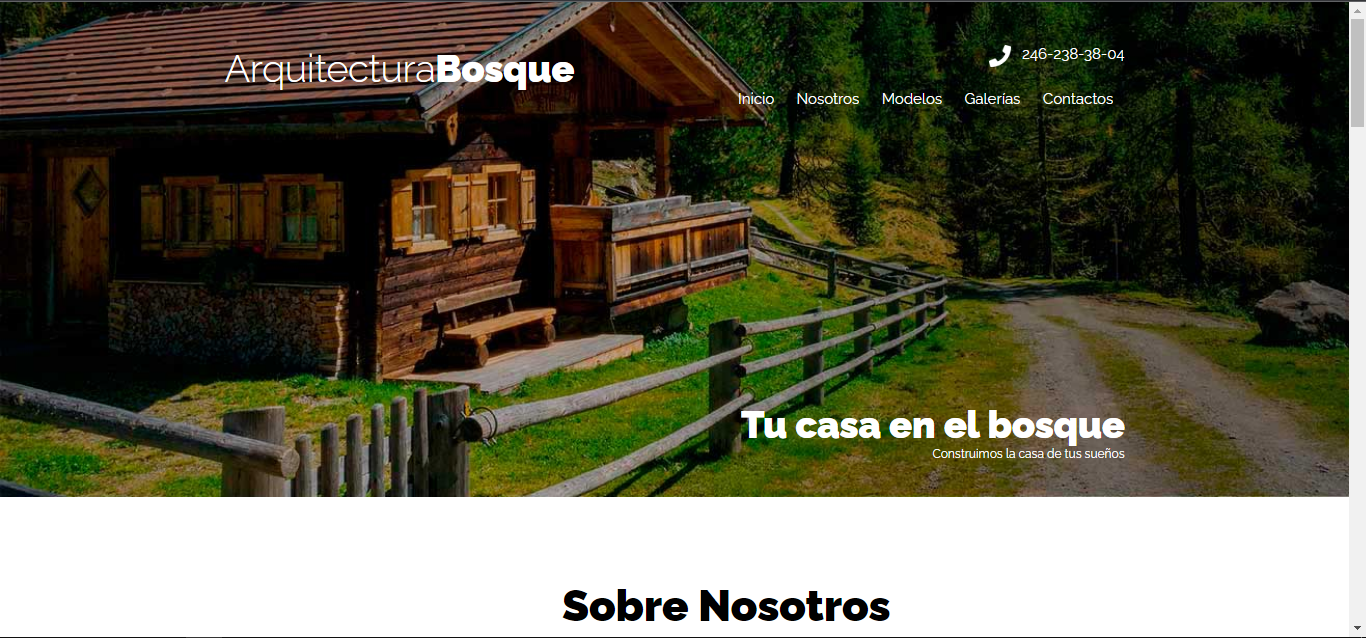 ArquitecturaBosque
246-238-38-04
Inicio Nosotros Modelos Galerías Contactos
Tu casa en el bosque
Construimos la casa de tus sueños
Sobre Nosotros